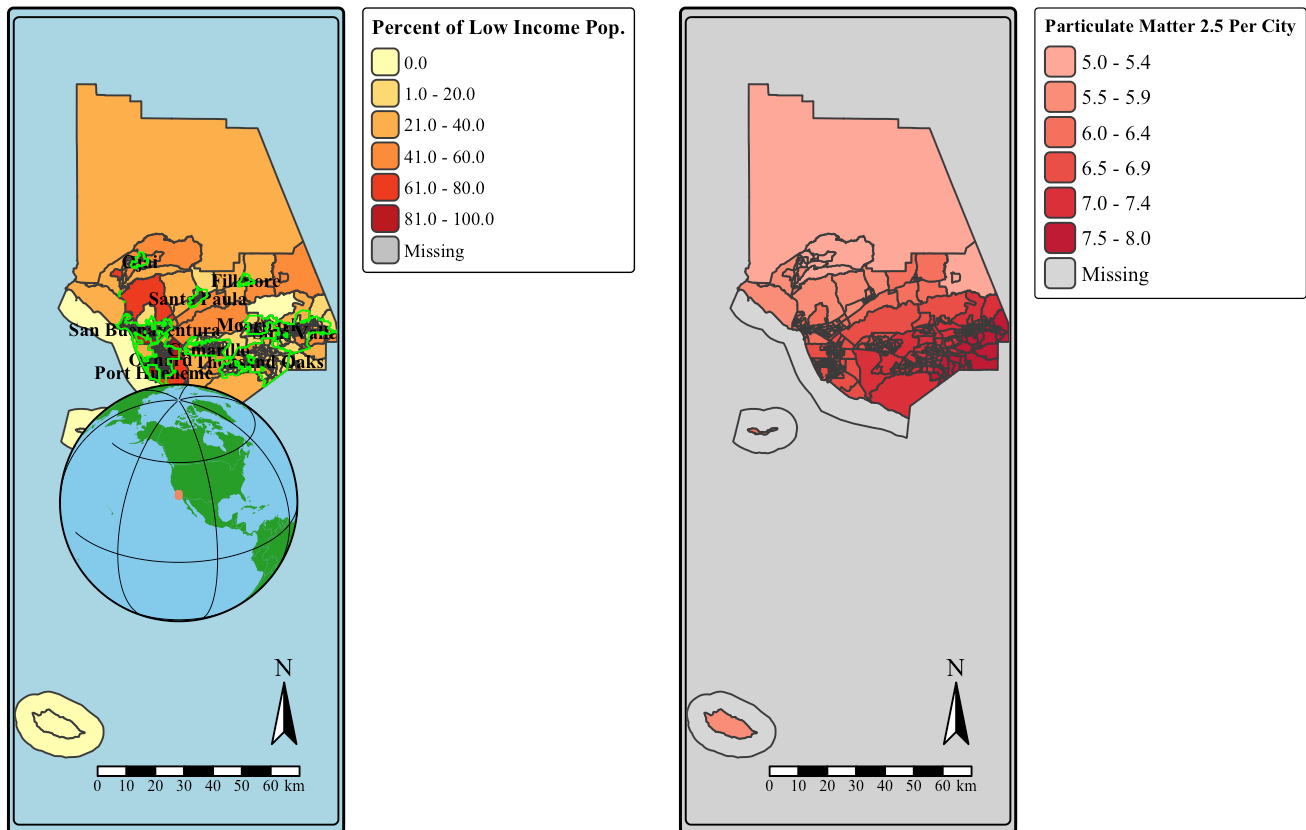 Percent of Low Income Pop.
0.0
1.0 - 20.0
21.0 - 40.0
41.0 - 60.0
61.0 - 80.0
81.0 - 100.0
Missing
Ojai
Fillmore
Santa Paula
San Buenaventura
Oxnard
Thousand Oaks
Port Hueneme
N
0 10 20 30 40 50 60 km
Particulate Matter 2.5 Per City
5.0 - 5.4
5.5 - 5.9
6.0 - 6.4
6.5 - 6.9
7.0 - 7.4
7.5 - 8.0
Missing
N
0 10 20 30 40 50 60 km